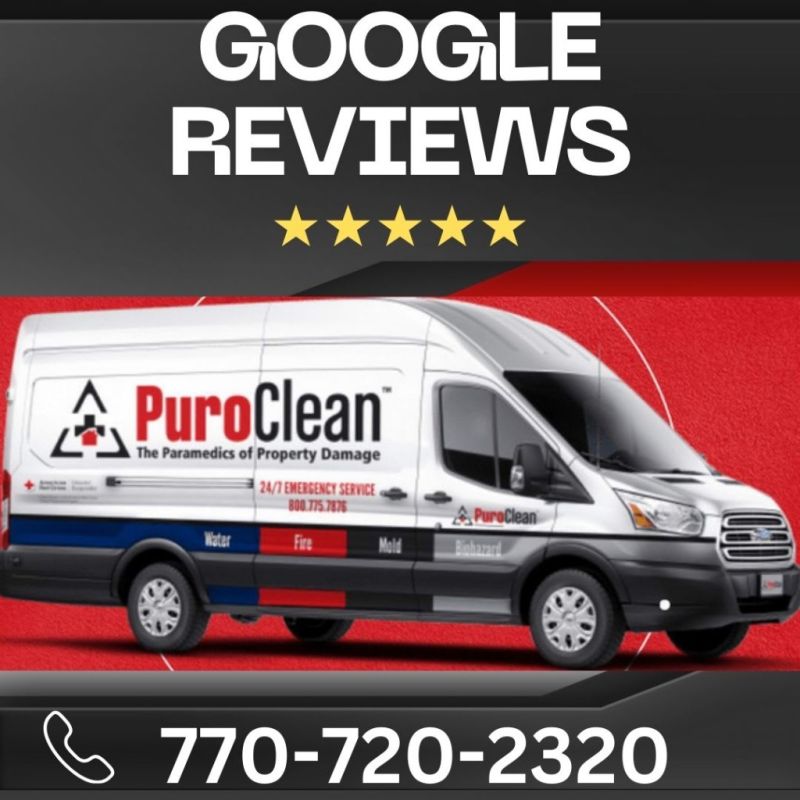 GOOGLE
REVIEWS
PuroClean™
The Paramedics of Property Damage
24/7 EMERGENCY SERVICE
800.775.7876
PuroClean
Water Fire Mold Biohazard
770-720-2320